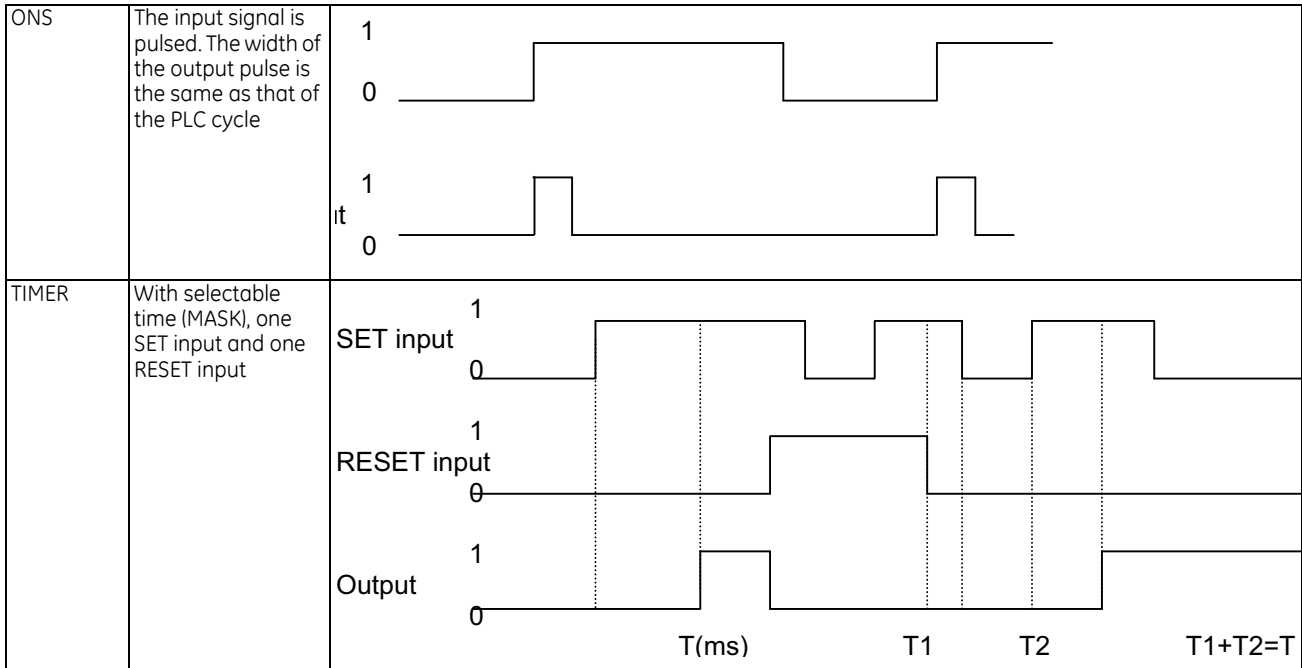 ONS
The input signal is
pulsed. The width of
the output pulse is
the same as that of
the PLC cycle
1
0
1
ut
0
TIMER
With selectable
time (MASK), one
SET input and one
RESET input
1
SET input
0
1
RESET input
0
1
Output
0
T(ms)
T1
T2
T1+T2=T